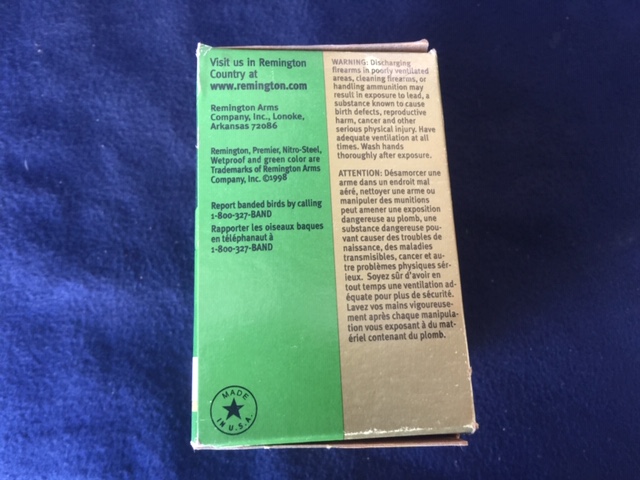 Visit us in Remington
Country at
www.remington.com
Remington Arms
Company, Inc., Lonoke,
Arkansas 72086
Remington, Premier, Nitro-Steel,
Wetproof and green color are
Trademarks of Remington Arms
Company, Inc. ©1998
Report banded birds by calling
1-800-327-BAND
Rapporter les oiseaux baques
en téléphanaut à
1-800-327-BAND
MADE
IN U.S.A.
WARNING: Discharging
firearms in poorly ventilated
areas, cleaning firearms, or
handling ammunition may
result in exposure to lead, a
substance known to cause
birth defects, reproductive
harm, cancer and other
serious physical injury. Have
adequate ventilation at all
times. Wash hands
thoroughly after exposure.
ATTENTION: Désamorcer une
arme dans un endroit mal
aéré, nettoyer une arme ou
manipuler des munitions
peut amener une exposition
dangereuse au plomb, une
substance dangereuse pou-
vant causer des troubles de
naissance, des maladies
transmisibles, cancer et au-
tre problèmes physiques sér-
ieux. Soyez sûr d'avoir en
tout temps une ventilation ad-
équate pour plus de sécurité.
Lavez vos mains vigoureuse-
ment après chaque manipula-
tion vous exposant à du mat-
ériel contenant du plomb.